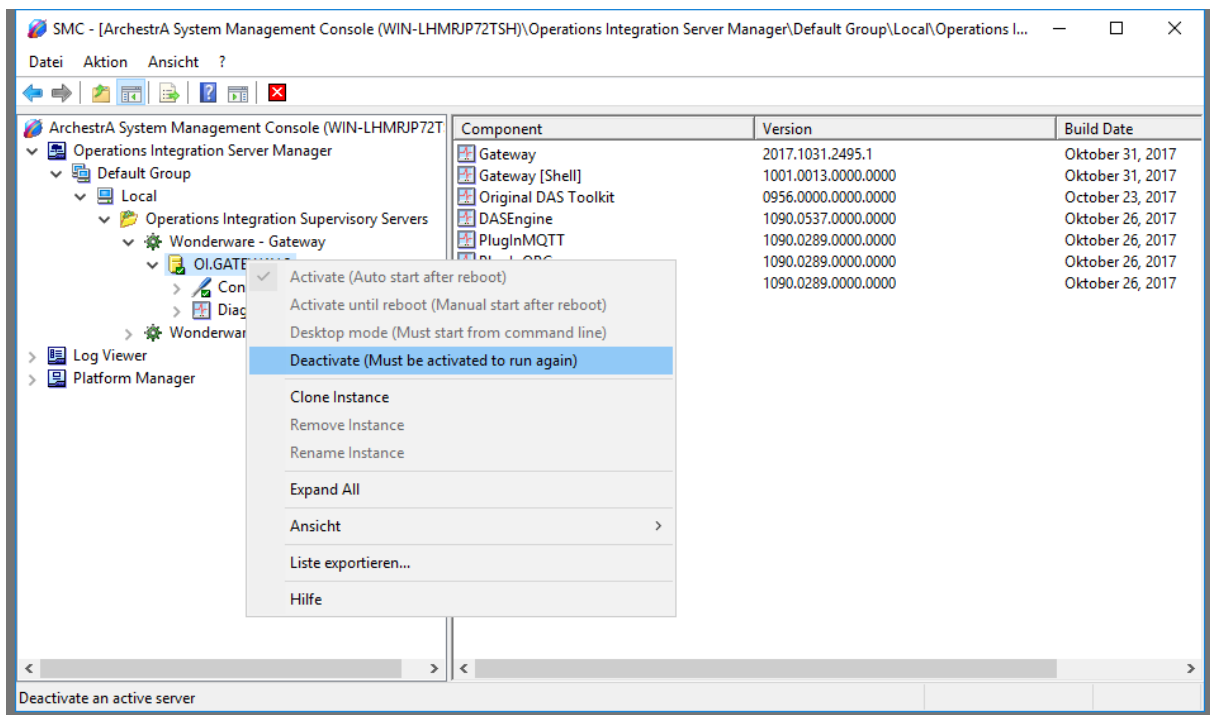 SMC - [ArchestrA System Management Console (WIN-LHMRJP72TSH)\Operations Integration Server Manager\Default Group\Local\Operations I...
Datei Aktion Ansicht ?
ArchestrA System Management Console (WIN-LHMRJP72T
Operations Integration Server Manager
Default Group
Local
Operations Integration Supervisory Servers
Wonderware - Gateway
OI.GATE
Con
Diag
Wonderwar
Log Viewer
Platform Manager
Component Version Build Date
Gateway 2017.1031.2495.1 Oktober 31, 2017
Gateway [Shell] 1001.0013.0000.0000 Oktober 31, 2017
Original DAS Toolkit 0956.0000.0000.0000 October 23, 2017
DASEngine 1090.0537.0000.0000 Oktober 26, 2017
PlugInMQTT 1090.0289.0000.0000 Oktober 26, 2017
1090.0289.0000.0000 Oktober 26, 2017
1090.0289.0000.0000 Oktober 26, 2017
Activate (Auto start after reboot)
Activate until reboot (Manual start after reboot)
Desktop mode (Must start from command line)
Deactivate (Must be activated to run again)
Clone Instance
Remove Instance
Rename Instance
Expand All
Ansicht
Liste exportieren...
Hilfe
Deactivate an active server